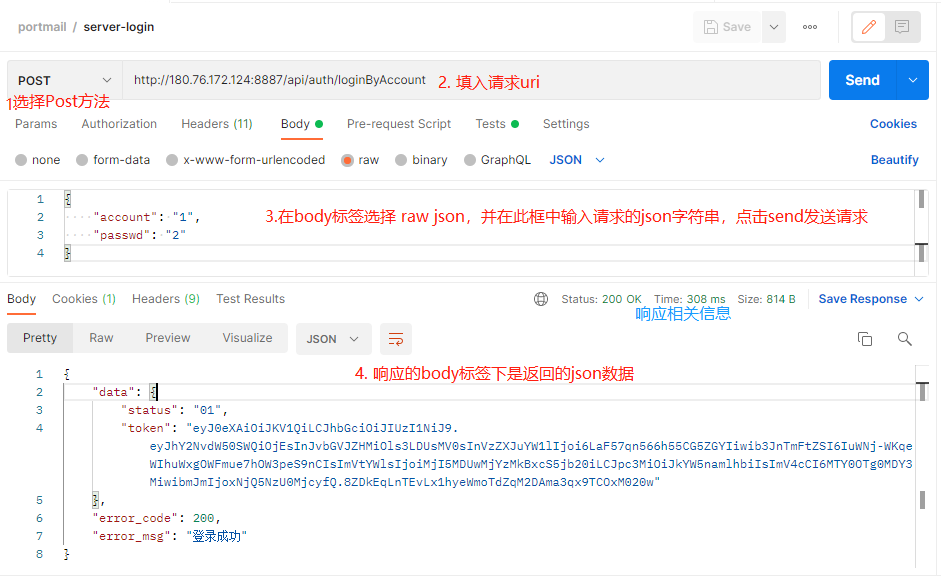 portmail / server-login
Save
POST
http://180.76.172.124:8887/api/auth/loginByAccount
2. 填入请求uri
Send
1.选择Post方法
Params Authorization Headers (11) Body Pre-request Script Tests Settings Cookies
none form-data x-www-form-urlencoded raw binary GraphQL JSON Beautify
1 {
2 "account": "1",
3.在body标签选择 raw json，并在此框中输入请求的json字符串，点击send发送请求
3 "passwd": "2"
4 }
Body Cookies (1) Headers (9) Test Results Status: 200 OK Time: 308 ms Size: 814 B Save Response
响应相关信息
Pretty Raw Preview Visualize JSON
4. 响应的body标签下是返回的json数据
1 {
2 "data": {
3 "status": "01",
4 "token": "eyJ0eXAiOiJKV1QiLCJhbGciOiJIUzI1NiJ9.
eyJhY2NvdW50SWQiOjEsInJvbGVJZHMiOls3LDUsMV0sInVzZXJuYW1lIjoi6LaF57qn566h55CG5ZGYIiwib3JnTmFtZSI6IuWNj-WKqe
WIhuWxgOWFmue7hOW3peS9nCIsImVtYWlsIjoiMjI5MDUwMjYzMkBxcS5jb20iLCJpc3MiOiJkYW5namlhbiIsImV4cCI6MTY0OTg0MDY3
MiwibmJmIjoxNjQ5NzU0MjcyfQ.8ZDkEqLnTEvLx1hyeWmoTdZqM2DAma3qx9TCOxM020w"
5 },
6 "error_code": 200,
7 "error_msg": "登录成功"
8 }